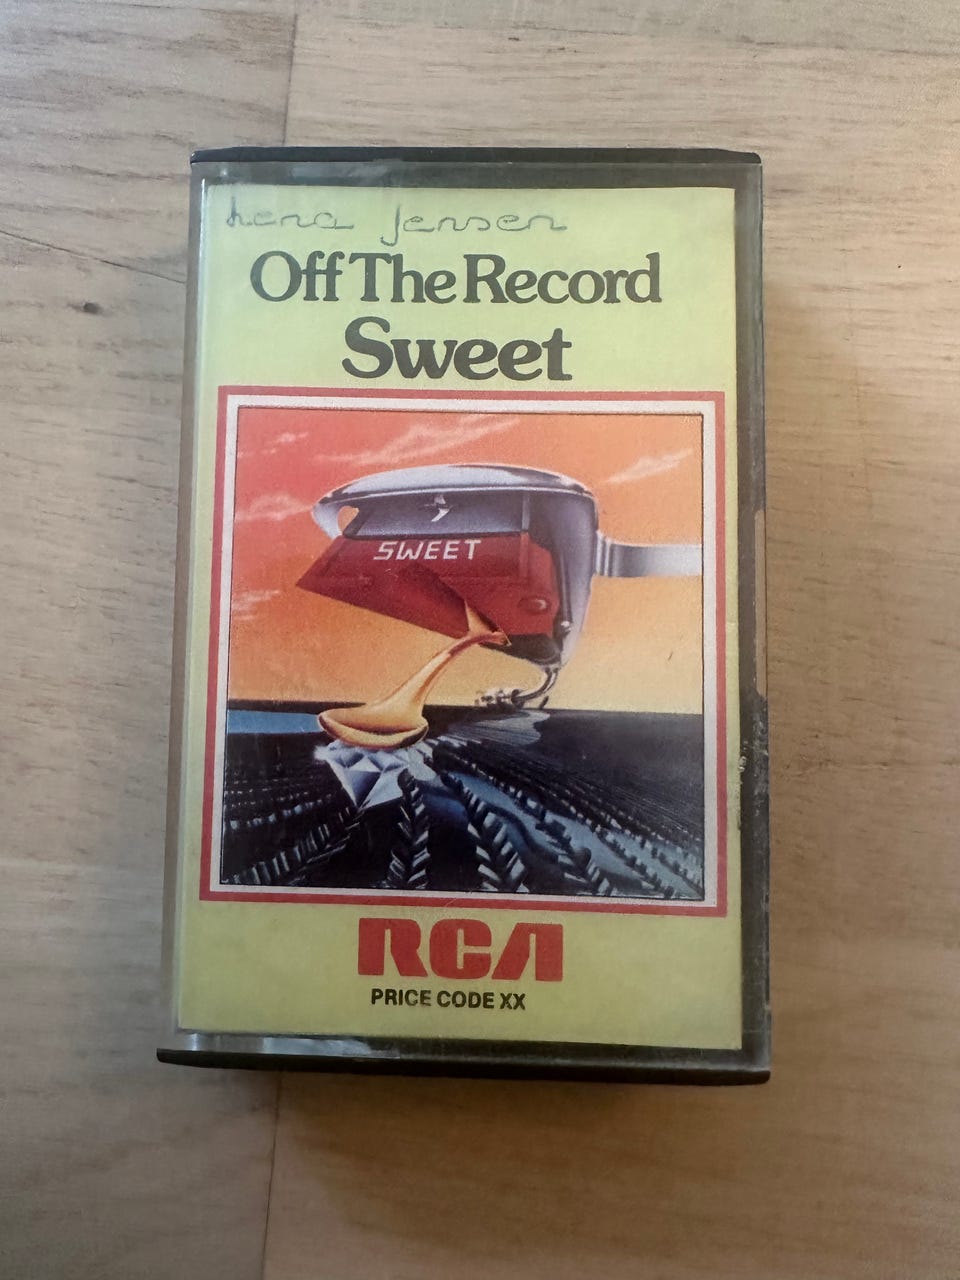 Lena Jensen
Off The Record
Sweet
SWEET
RCA
PRICE CODE XX